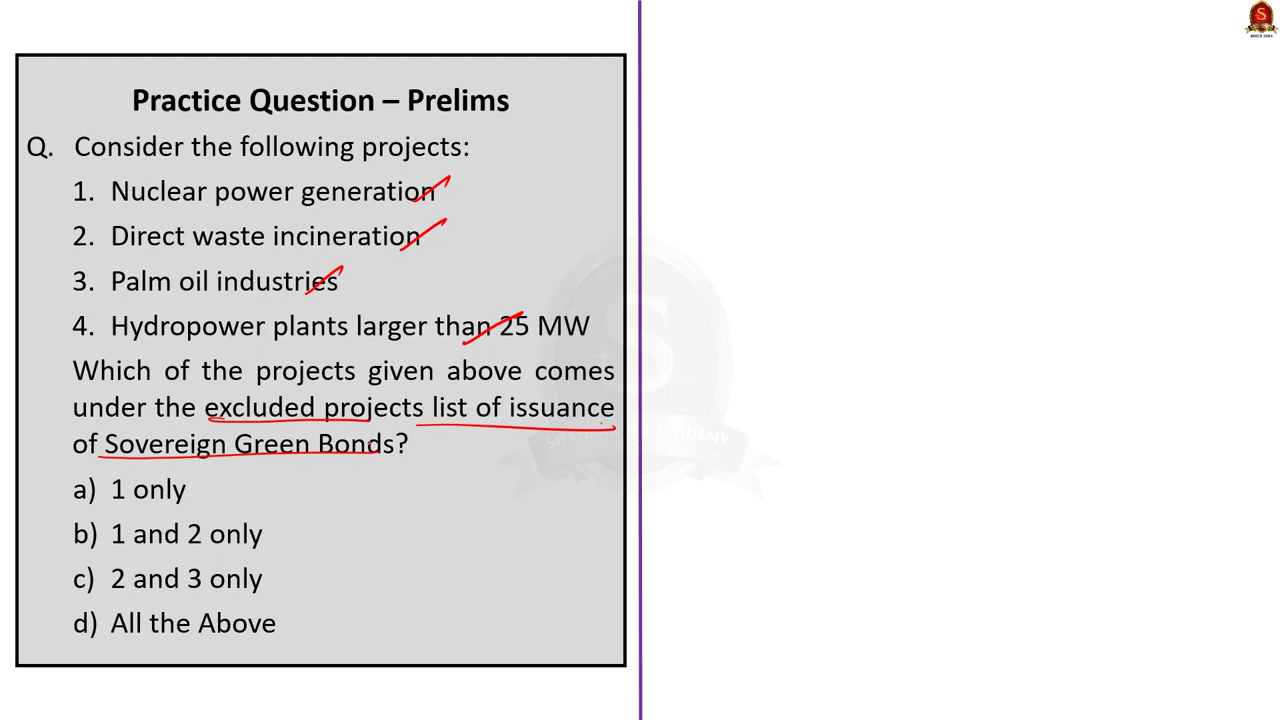 S
SINCE 2004
Practice Question – Prelims
Q. Consider the following projects:
1. Nuclear power generation
2. Direct waste incineration
3. Palm oil industries
4. Hydropower plants larger than 25 MW
Which of the projects given above comes
under the excluded projects list of issuance
of Sovereign Green Bonds?
a) 1 only
b) 1 and 2 only
c) 2 and 3 only
d) All the Above